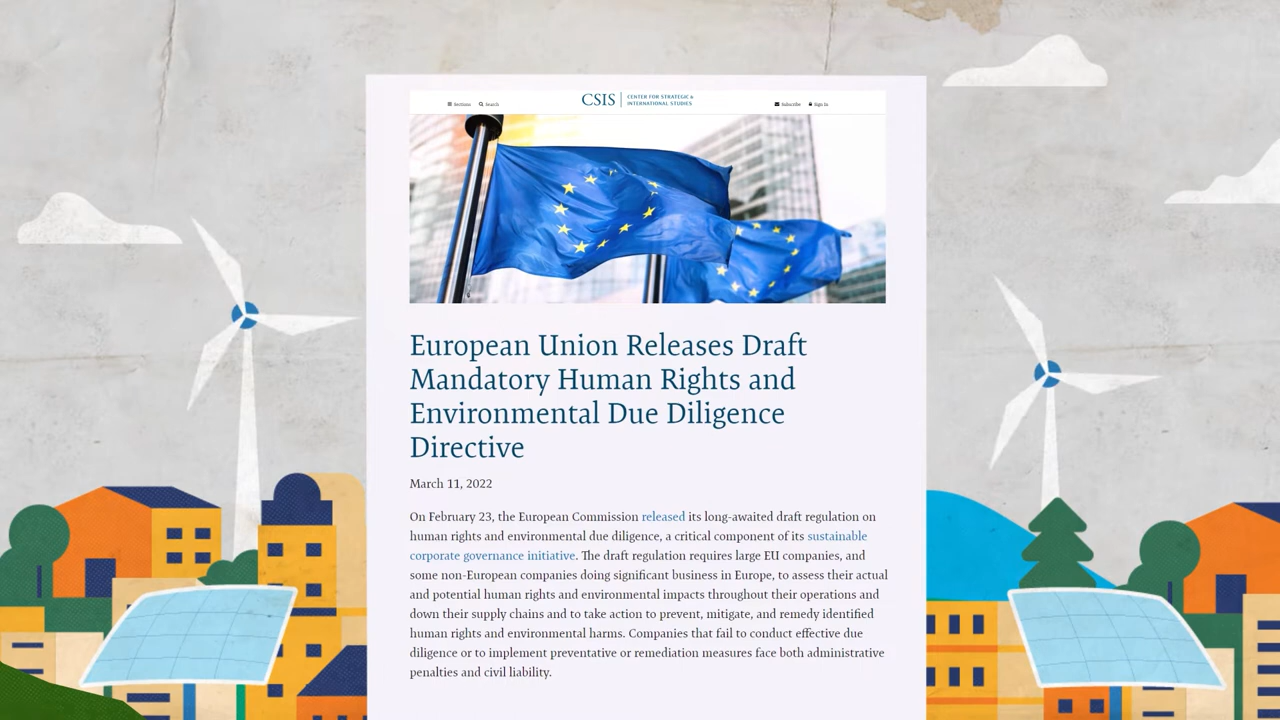 Sections Search CSIS CENTER FOR STRATEGIC & Subscribe Sign In
INTERNATIONAL STUDIES
European Union Releases Draft
Mandatory Human Rights and
Environmental Due Diligence
Directive
March 11, 2022
On February 23, the European Commission released its long-awaited draft regulation on
human rights and environmental due diligence, a critical component of its sustainable
corporate governance initiative. The draft regulation requires large EU companies, and
some non-European companies doing significant business in Europe, to assess their actual
and potential human rights and environmental impacts throughout their operations and
down their supply chains and to take action to prevent, mitigate, and remedy identified
human rights and environmental harms. Companies that fail to conduct effective due
diligence or to implement preventative or remediation measures face both administrative
penalties and civil liability.